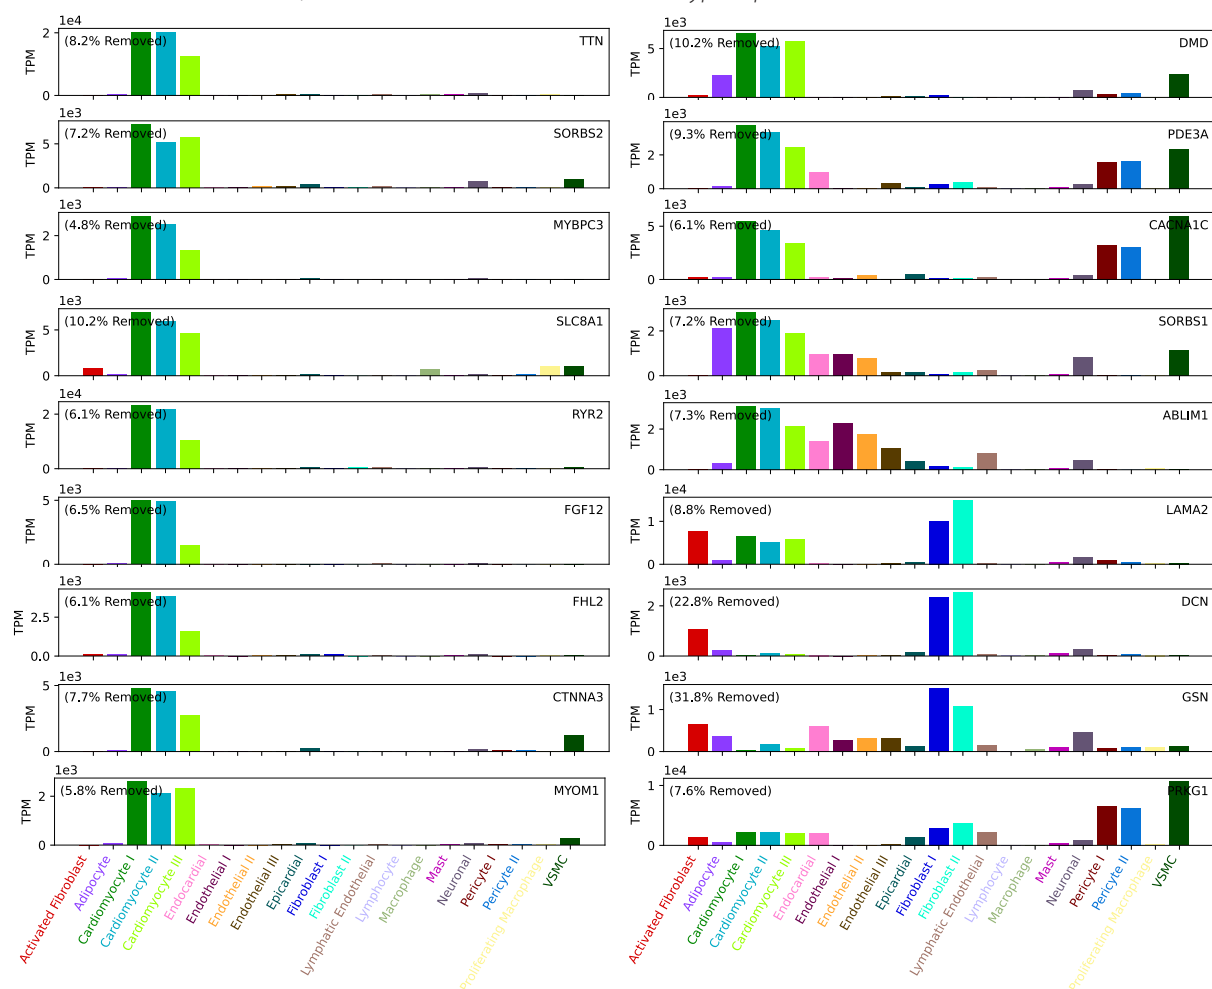 1e4
2
0
TPM
(8.2% Removed)
TTN
1e3
5
0
TPM
(7.2% Removed)
SORBS2
1e3
2
0
TPM
(4.8% Removed)
MYBPC3
1e3
5
0
TPM
(10.2% Removed)
SLC8A1
1e4
2
0
TPM
(6.1% Removed)
RYR2
1e3
5
0
TPM
(6.5% Removed)
FGF12
1e3
2.5
0.0
TPM
(6.1% Removed)
FHL2
1e3
5
0
TPM
(7.7% Removed)
CTNNA3
1e3
2
0
TPM
(5.8% Removed)
MYOM1
Activated Fibroblast
Adipocyte
Cardiomyocyte I
Cardiomyocyte II
Cardiomyocyte III
Endocardial
Endothelial I
Endothelial II
Endothelial III
Epicardial
Fibroblast I
Fibroblast II
Lymphatic Endothelial
Lymphocyte
Macrophage
Mast
Neuronal
Pericyte I
Pericyte II
Proliferating Macrophage
VSMC
1e3
5
0
TPM
(10.2% Removed)
DMD
1e3
2
0
TPM
(9.3% Removed)
PDE3A
1e3
5
0
TPM
(6.1% Removed)
CACNA1C
1e3
2
0
TPM
(7.2% Removed)
SORBS1
1e3
2
0
TPM
(7.3% Removed)
ABLIM1
1e4
1
0
TPM
(8.8% Removed)
LAMA2
1e3
2
0
TPM
(22.8% Removed)
DCN
1e3
1
0
TPM
(31.8% Removed)
GSN
1e4
1
0
TPM
(7.6% Removed)
PRKG1
Activated Fibroblast
Adipocyte
Cardiomyocyte I
Cardiomyocyte II
Cardiomyocyte III
Endocardial
Endothelial I
Endothelial II
Endothelial III
Epicardial
Fibroblast I
Fibroblast II
Lymphatic Endothelial
Lymphocyte
Macrophage
Mast
Neuronal
Pericyte I
Pericyte II
Proliferating Macrophage
VSMC